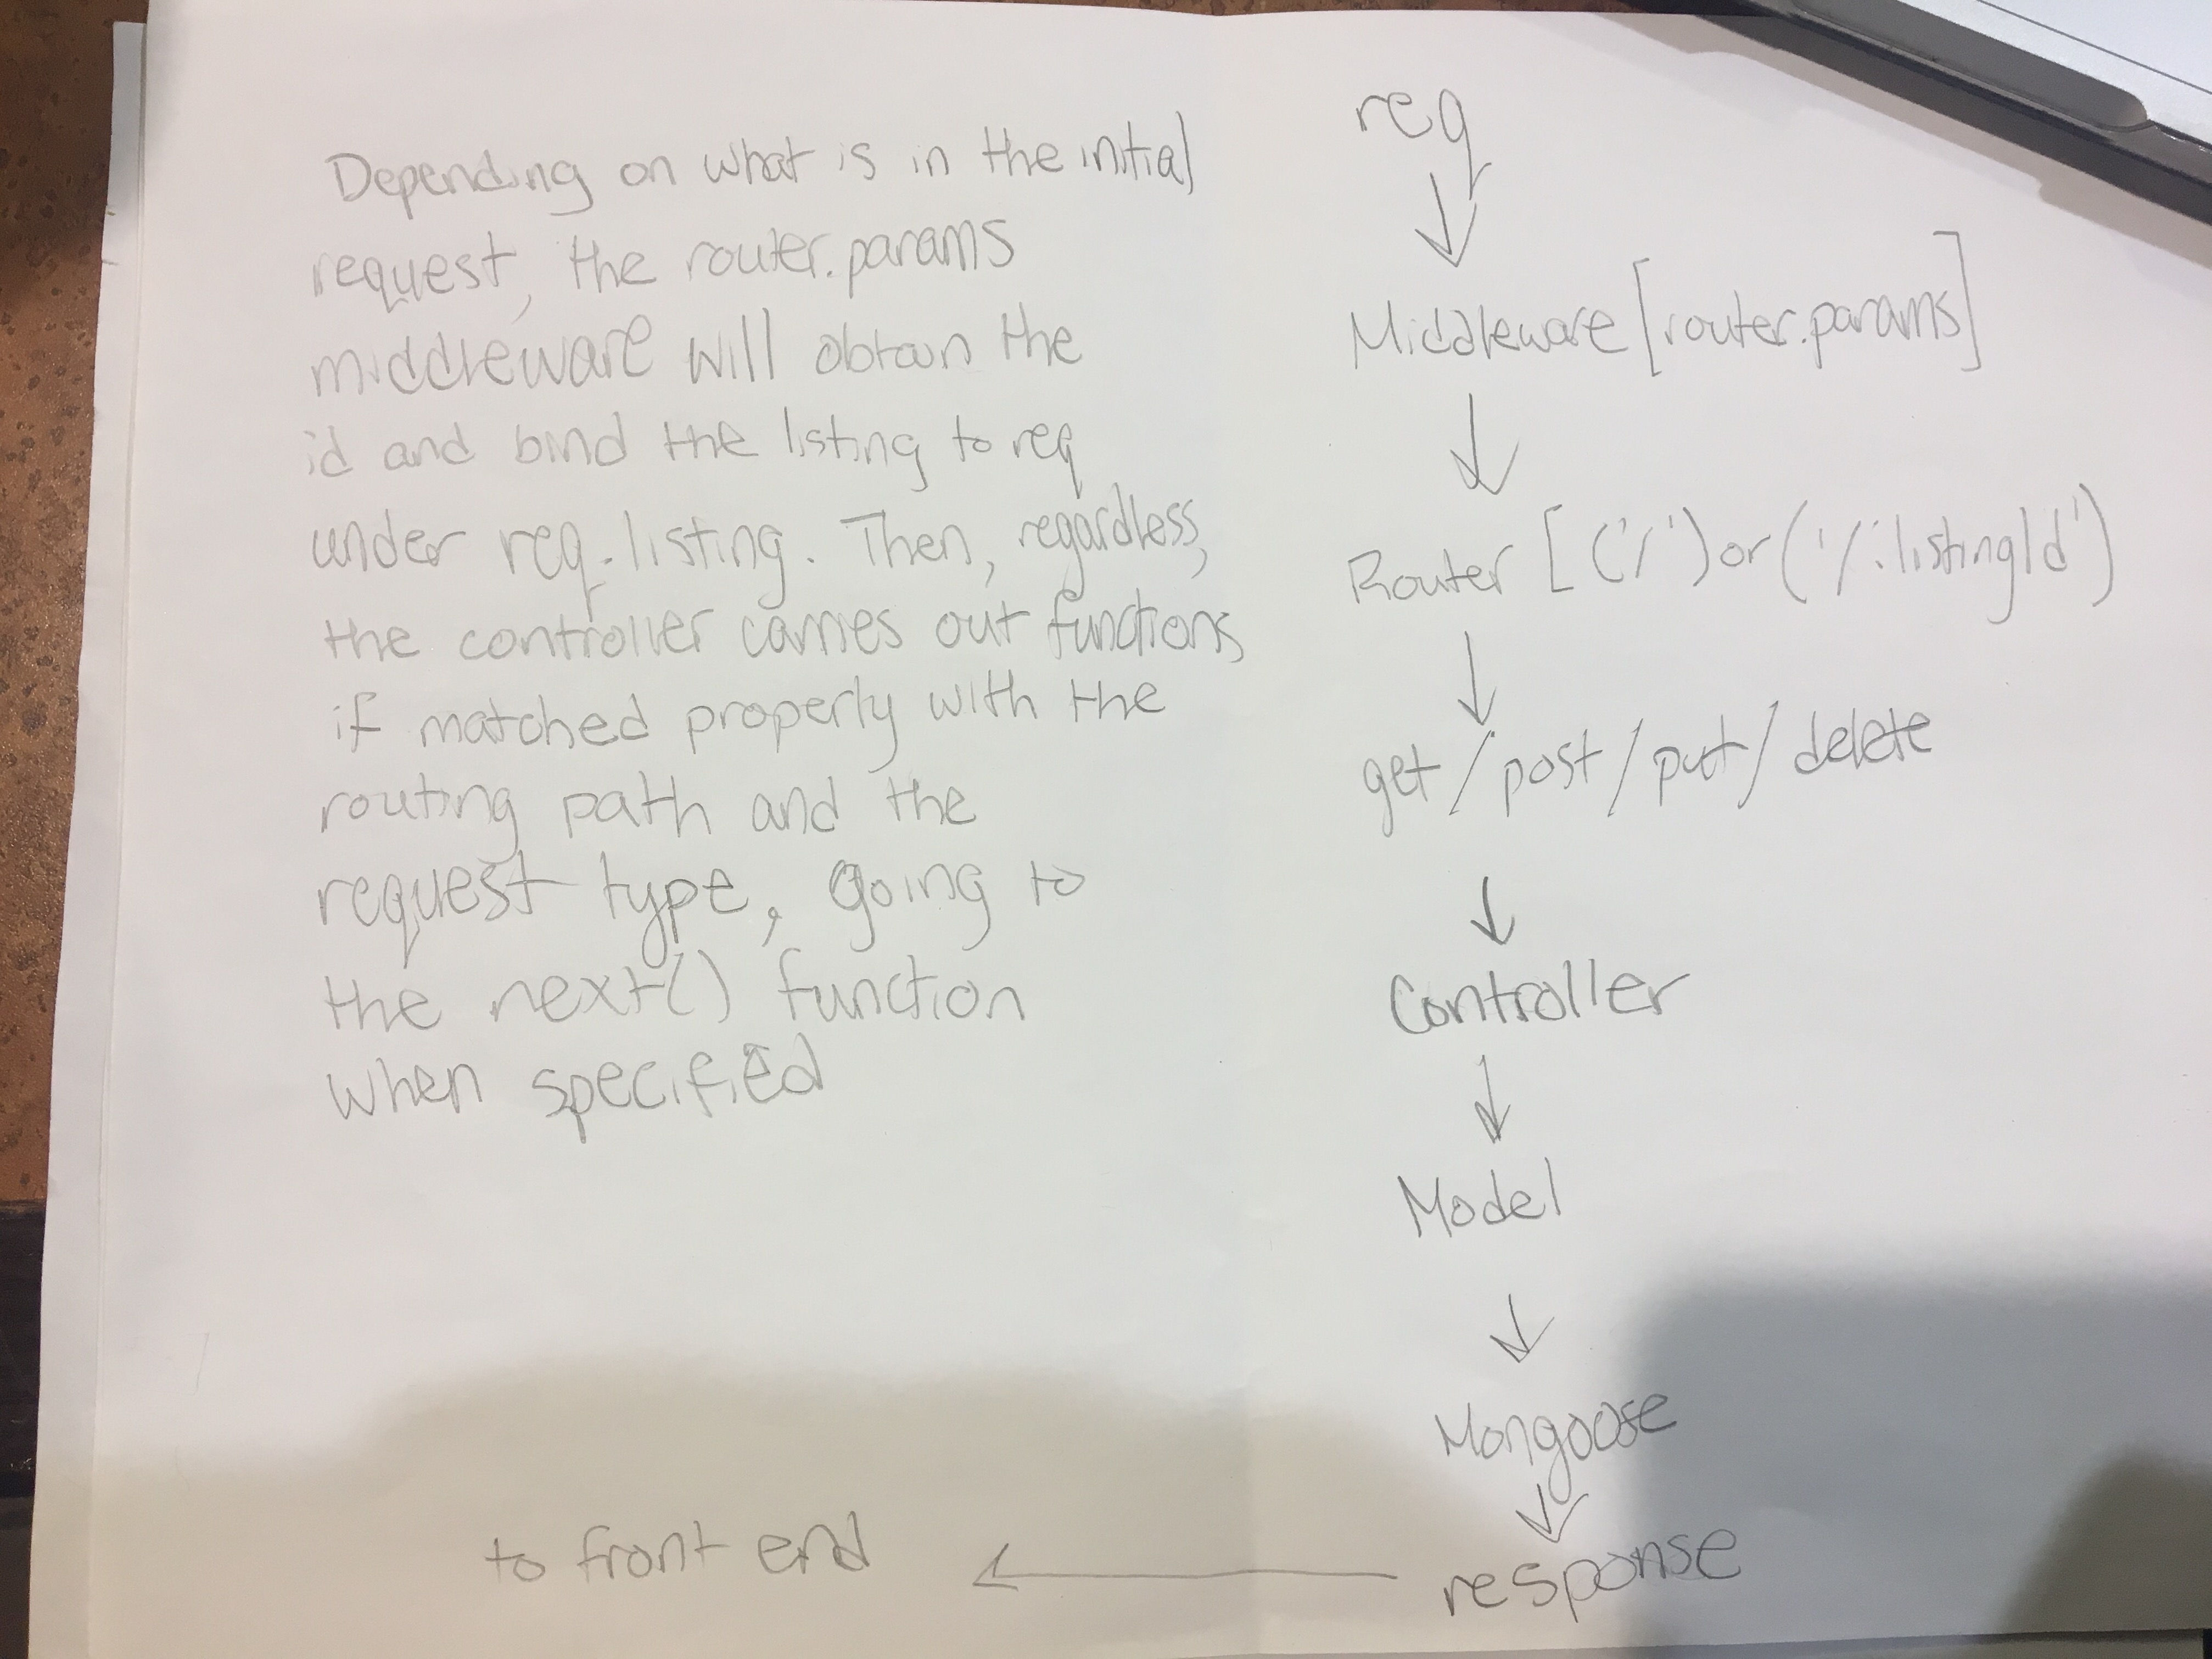 Depending on what is in the initial
request, the router.params
middleware will obtain the
id and bind the listing to req
under req.listing. Then, regardless,
the controller carries out functions,
if matched properly with the
routing path and the
request type, going to
the next() function
when specified
req
Middleware [router.params]
Router [('/') or ('/:listingId')
get / post / put / delete
Controller
Model
Mongoose
response
to front end